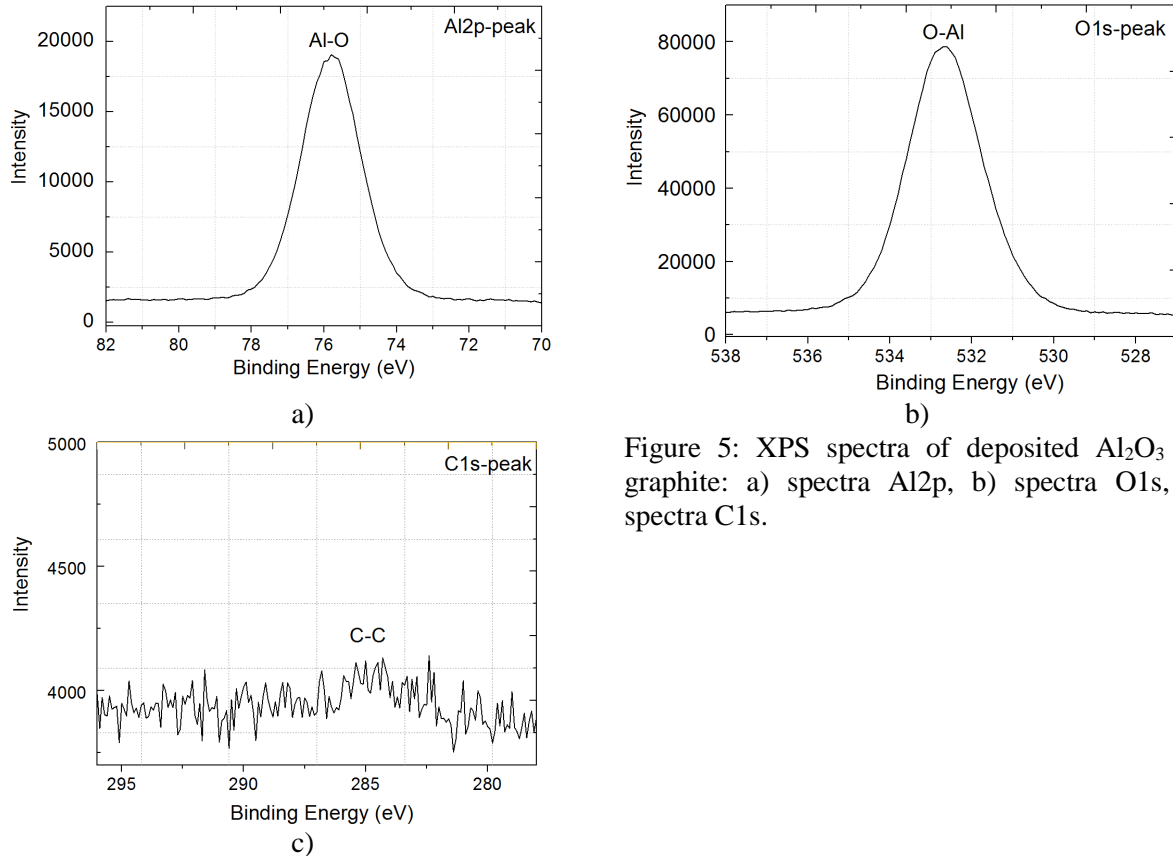 Al2p-peak
Al-O
20000
15000
10000
5000
0
Intensity
82 80 78 76 74 72 70
Binding Energy (eV)
a)
O1s-peak
O-Al
80000
60000
40000
20000
0
Intensity
538 536 534 532 530 528
Binding Energy (eV)
b)
C1s-peak
C-C
5000
4500
4000
Intensity
295 290 285 280
Binding Energy (eV)
c)
Figure 5: XPS spectra of deposited Al₂O₃
graphite: a) spectra Al2p, b) spectra O1s,
spectra C1s.